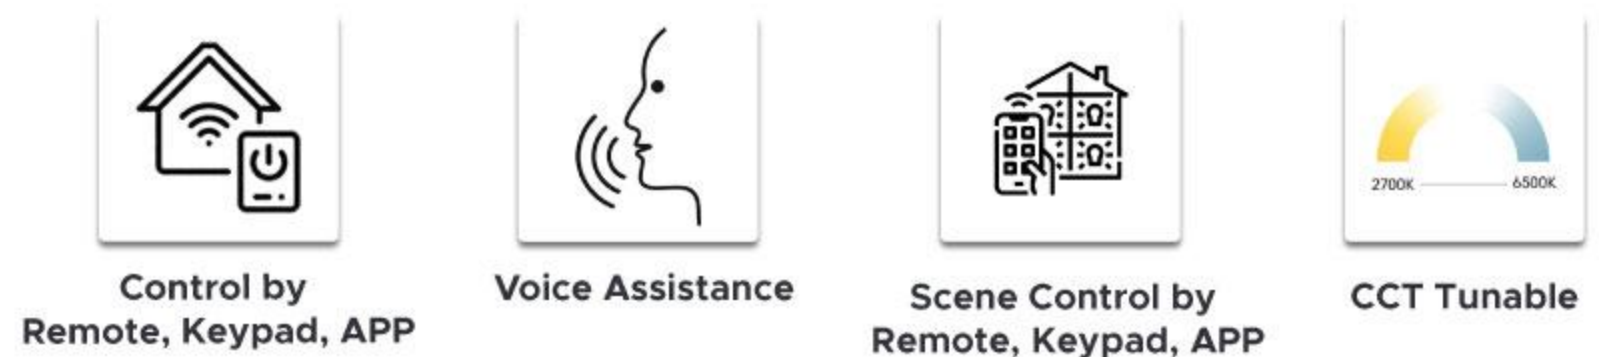 2700K
6500K
Control by
Remote, Keypad, APP
Voice Assistance
Scene Control by
Remote, Keypad, APP
CCT Tunable